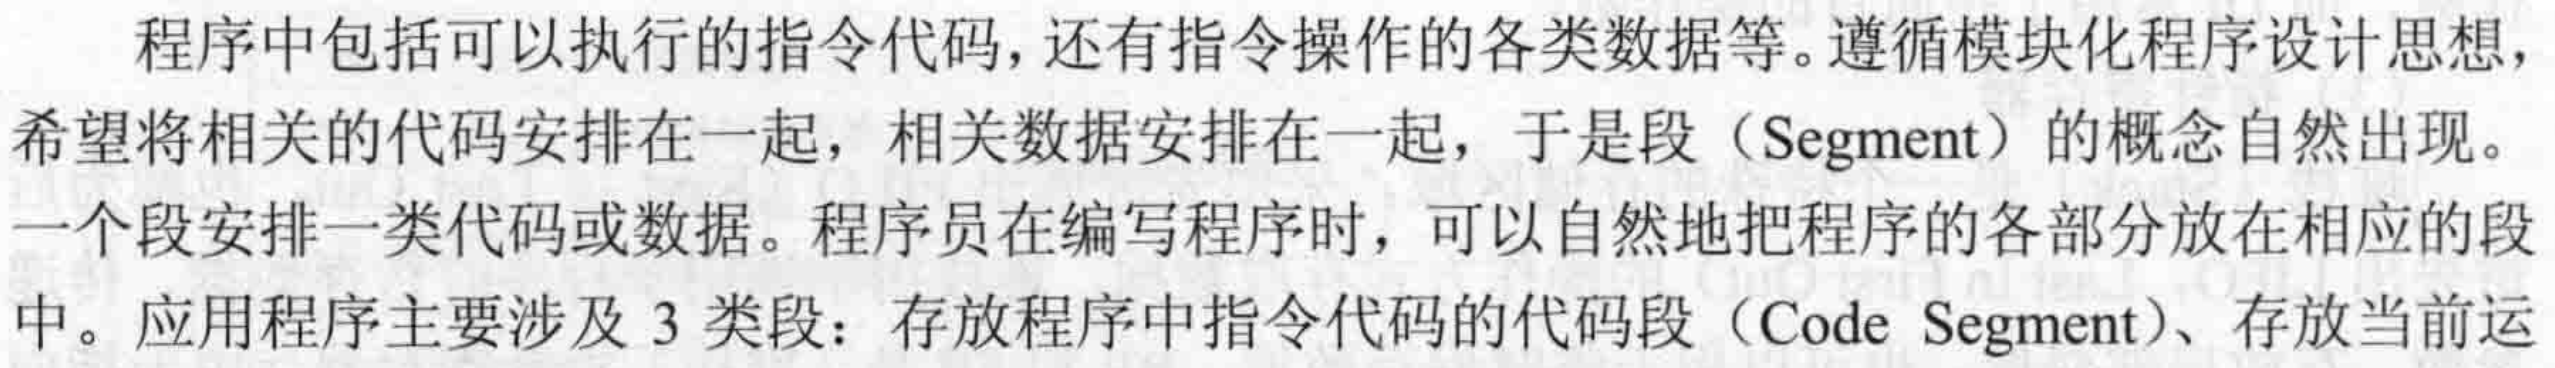 程序中包括可以执行的指令代码，还有指令操作的各类数据等。遵循模块化程序设计思想，
希望将相关的代码安排在一起，相关数据安排在一起，于是段（Segment）的概念自然出现。
一个段安排一类代码或数据。程序员在编写程序时，可以自然地把程序的各部分放在相应的段
中。应用程序主要涉及 3 类段：存放程序中指令代码的代码段（Code Segment）、存放当前运